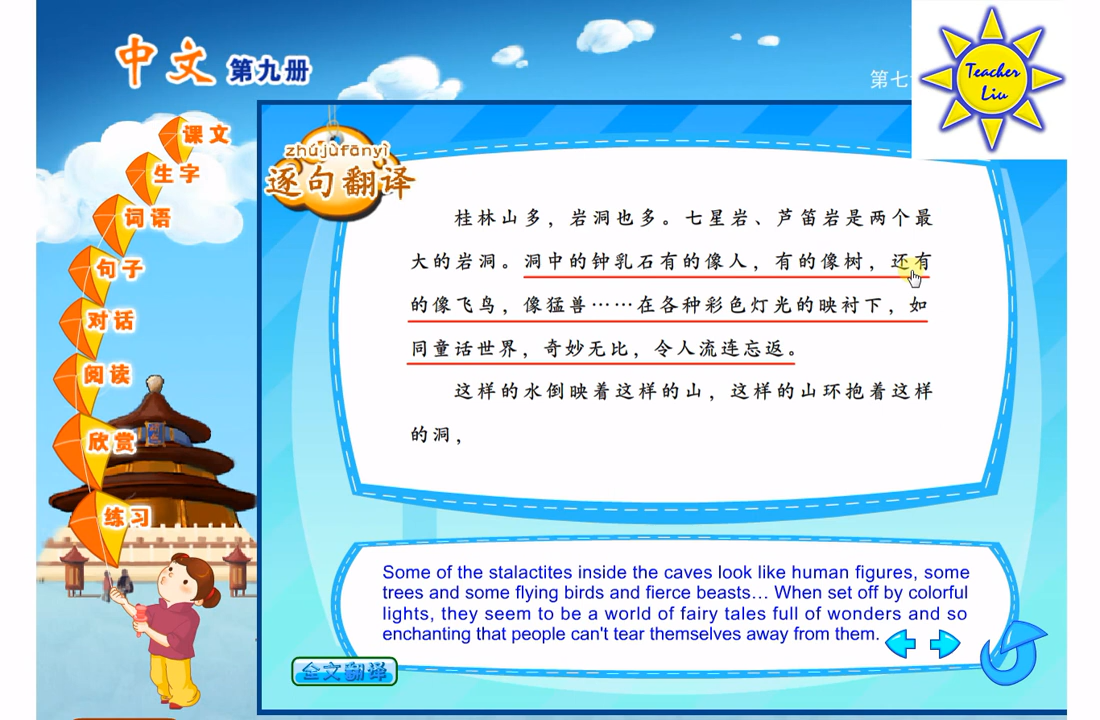 中文 第九册
第七
Teacher
Liu
课文
生字
词语
句子
对话
阅读
欣赏
练习
zhújùfānyì
逐句翻译
桂林山多，岩洞也多。七星岩、芦笛岩是两个最
大的岩洞。洞中的钟乳石有的像人，有的像树，还有
的像飞鸟，像猛兽……在各种彩色灯光的映衬下，如
同童话世界，奇妙无比，令人流连忘返。
这样的水倒映着这样的山，这样的山环抱着这样
的洞，
Some of the stalactites inside the caves look like human figures, some
trees and some flying birds and fierce beasts... When set off by colorful
lights, they seem to be a world of fairy tales full of wonders and so
enchanting that people can't tear themselves away from them.
全文翻译